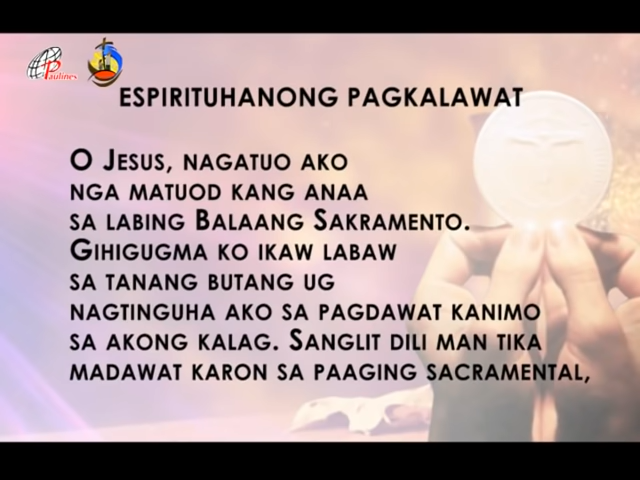 Paulines
ESPIRITUHANONG PAGKALAWAT
O JESUS, NAGATUO AKO
NGA MATUOD KANG ANAA
SA LABING BALAANG SAKRAMENTO.
GIHIGUGMA KO IKAW LABAW
SA TANANG BUTANG UG
NAGTINGUHA AKO SA PAGDAWAT KANIMO
SA AKONG KALAG. SANGLIT DILI MAN TIKA
MADAWAT KARON SA PAAGING SACRAMENTAL,